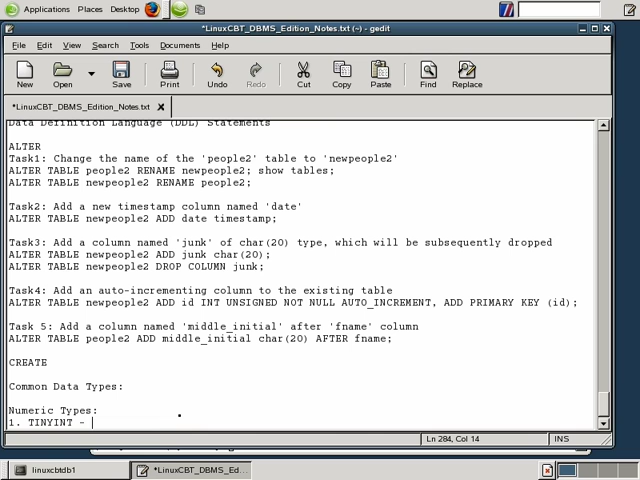 Applications Places Desktop
*LinuxCBT_DBMS_Edition_Notes.txt (~) - gedit
File Edit View Search Tools Documents Help
New Open Save Print Undo Redo Cut Copy Paste Find Replace
*LinuxCBT_DBMS_Edition_Notes.txt
Data Definition Language (DDL) Statements
ALTER
Task1: Change the name of the 'people2' table to 'newpeople2'
ALTER TABLE people2 RENAME newpeople2; show tables;
ALTER TABLE newpeople2 RENAME people2;
Task2: Add a new timestamp column named 'date'
ALTER TABLE newpeople2 ADD date timestamp;
Task3: Add a column named 'junk' of char(20) type, which will be subsequently dropped
ALTER TABLE newpeople2 ADD junk char(20);
ALTER TABLE newpeople2 DROP COLUMN junk;
Task4: Add an auto-incrementing column to the existing table
ALTER TABLE newpeople2 ADD id INT UNSIGNED NOT NULL AUTO_INCREMENT, ADD PRIMARY KEY (id);
Task 5: Add a column named 'middle_initial' after 'fname' column
ALTER TABLE people2 ADD middle_initial char(20) AFTER fname;
CREATE
Common Data Types:
Numeric Types:
1. TINYINT -
Ln 284, Col 14 INS
linuxcbtdb1 *LinuxCBT_DBMS_Ed...